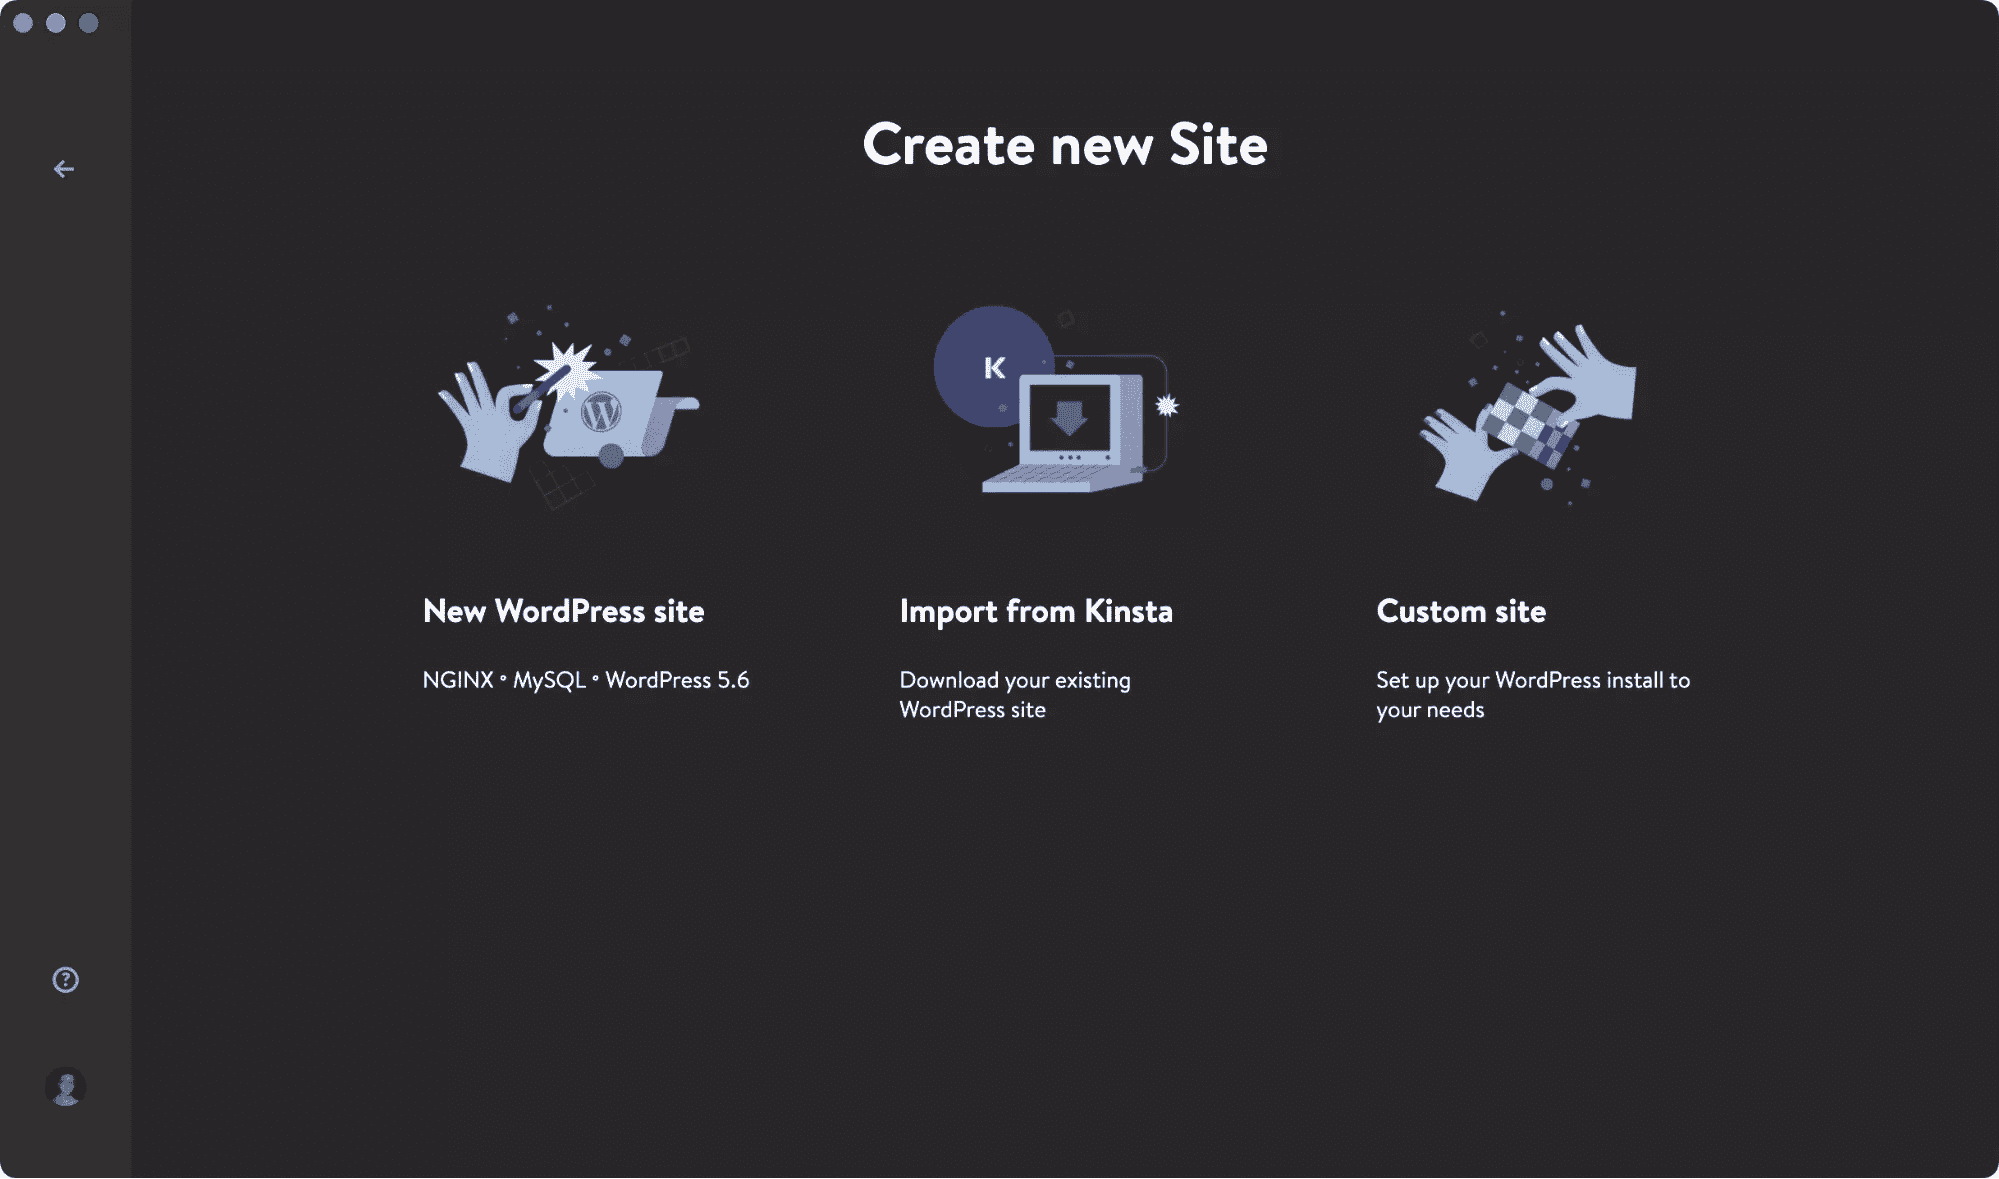 Create new Site
K
New WordPress site
NGINX • MySQL • WordPress 5.6
Import from Kinsta
Download your existing
WordPress site
Custom site
Set up your WordPress install to
your needs
?